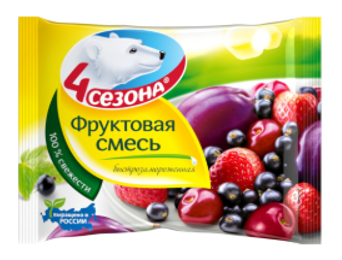 4 СЕЗОНА®
Фруктовая
смесь
быстрозамороженная
100 % СВЕЖЕСТИ
ВЫРАЩЕНО В
РОССИИ